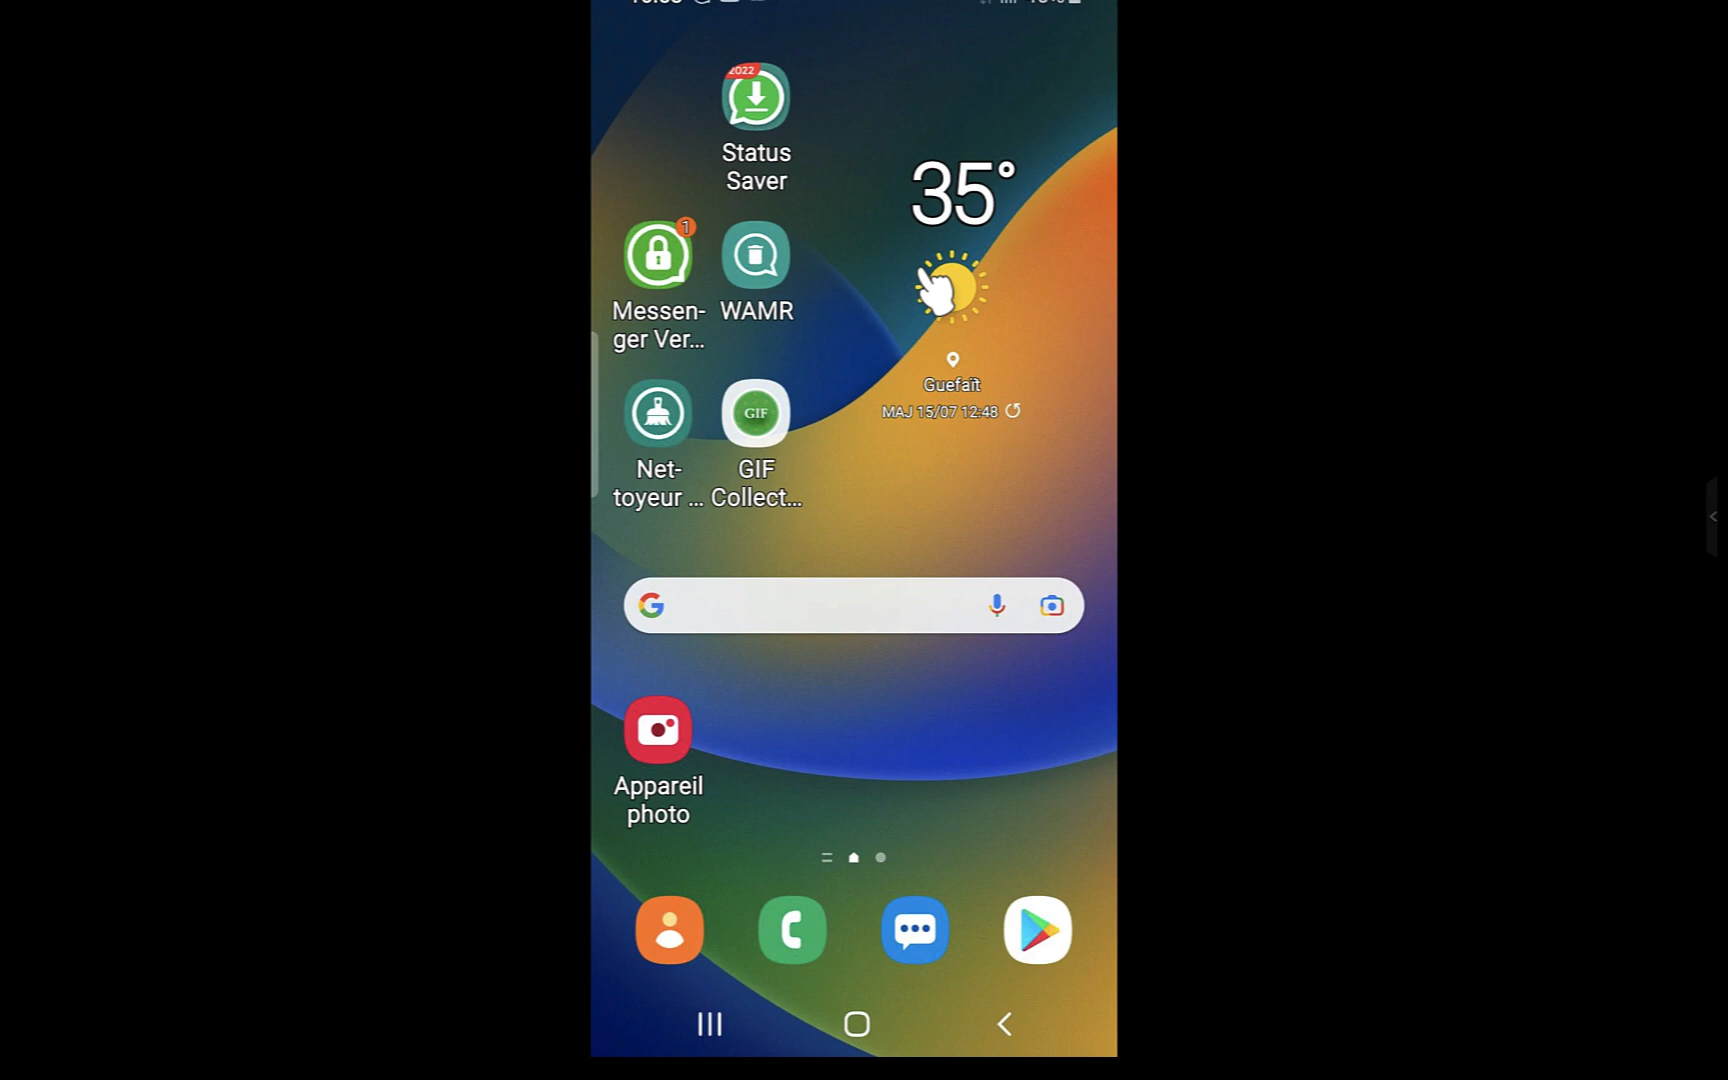 2022
Status
Saver
35°
1
Messen-
ger Ver...
WAMR
Guefaït
MAJ 15/07 12:48
Net-
toyeur ...
GIF
GIF
Collect...
G
Appareil
photo